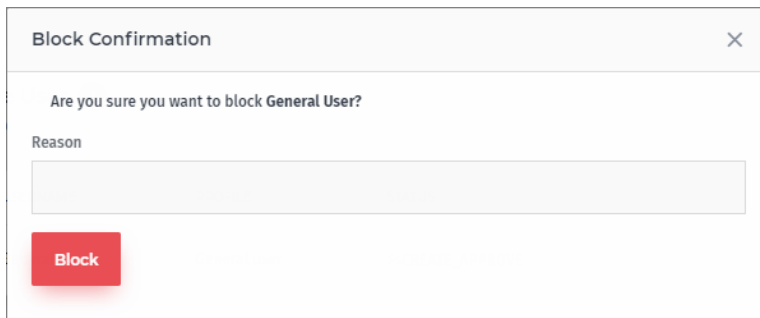 Block Confirmation
Are you sure you want to block General User?
Reason
Block